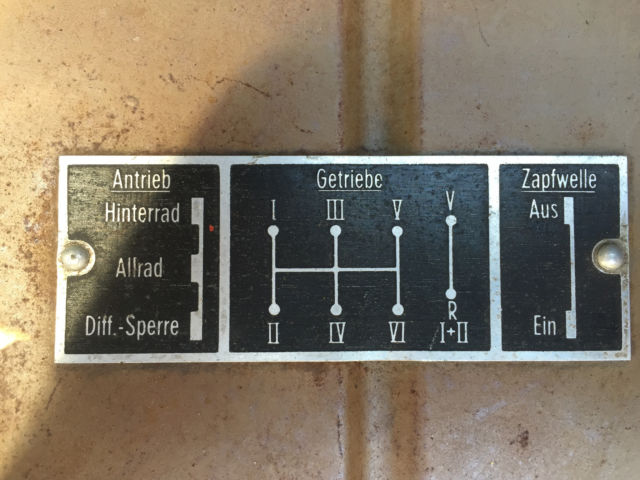 Antrieb
Hinterrad
Allrad
Diff.-Sperre
Getriebe
I III V V
II IV VI R
I+II
Zapfwelle
Aus
Ein